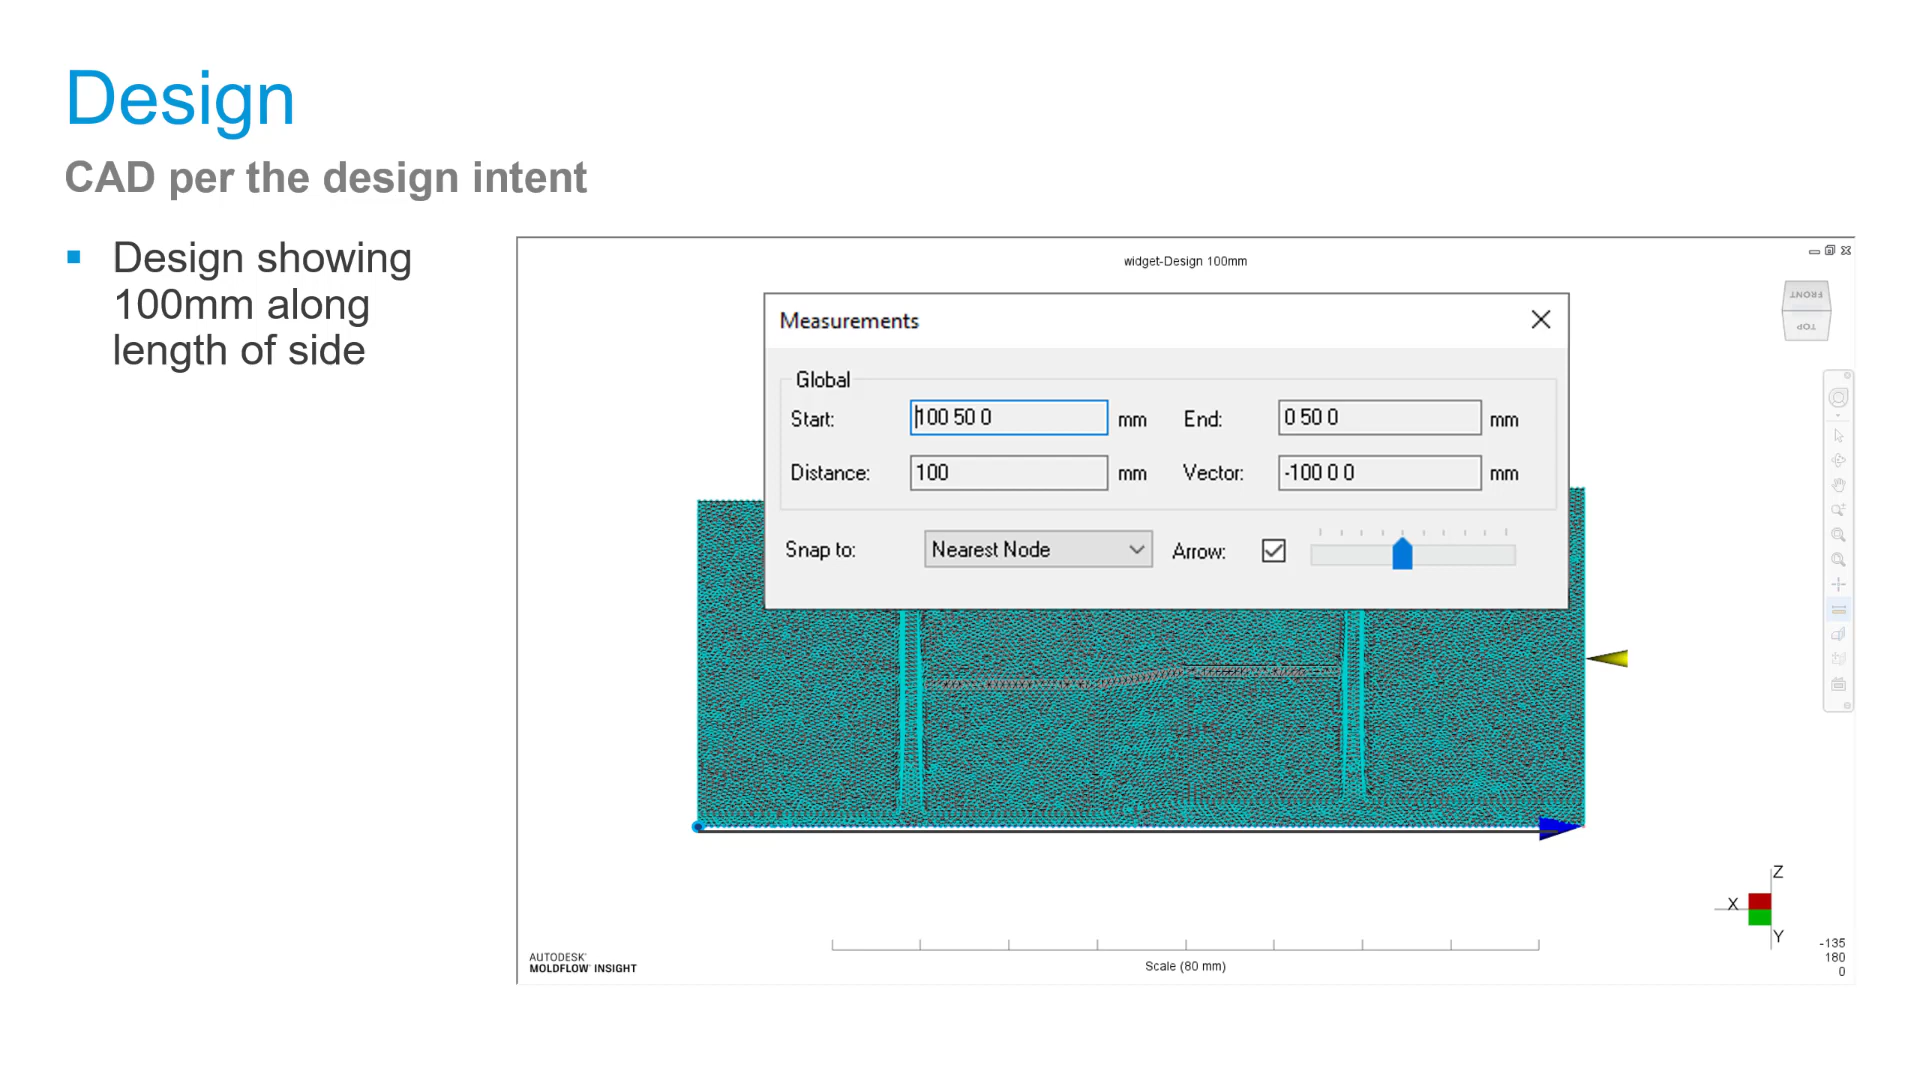 Design
CAD per the design intent
Design showing
100mm along
length of side
widget-Design 100mm
FRONT
TOP
Measurements
Global
Start: 100 50 0 mm End: 0 50 0 mm
Distance: 100 mm Vector: -100 0 0 mm
Snap to: Nearest Node Arrow:
Z
X
Y
-135
180
0
AUTODESK
MOLDFLOW INSIGHT
Scale (80 mm)